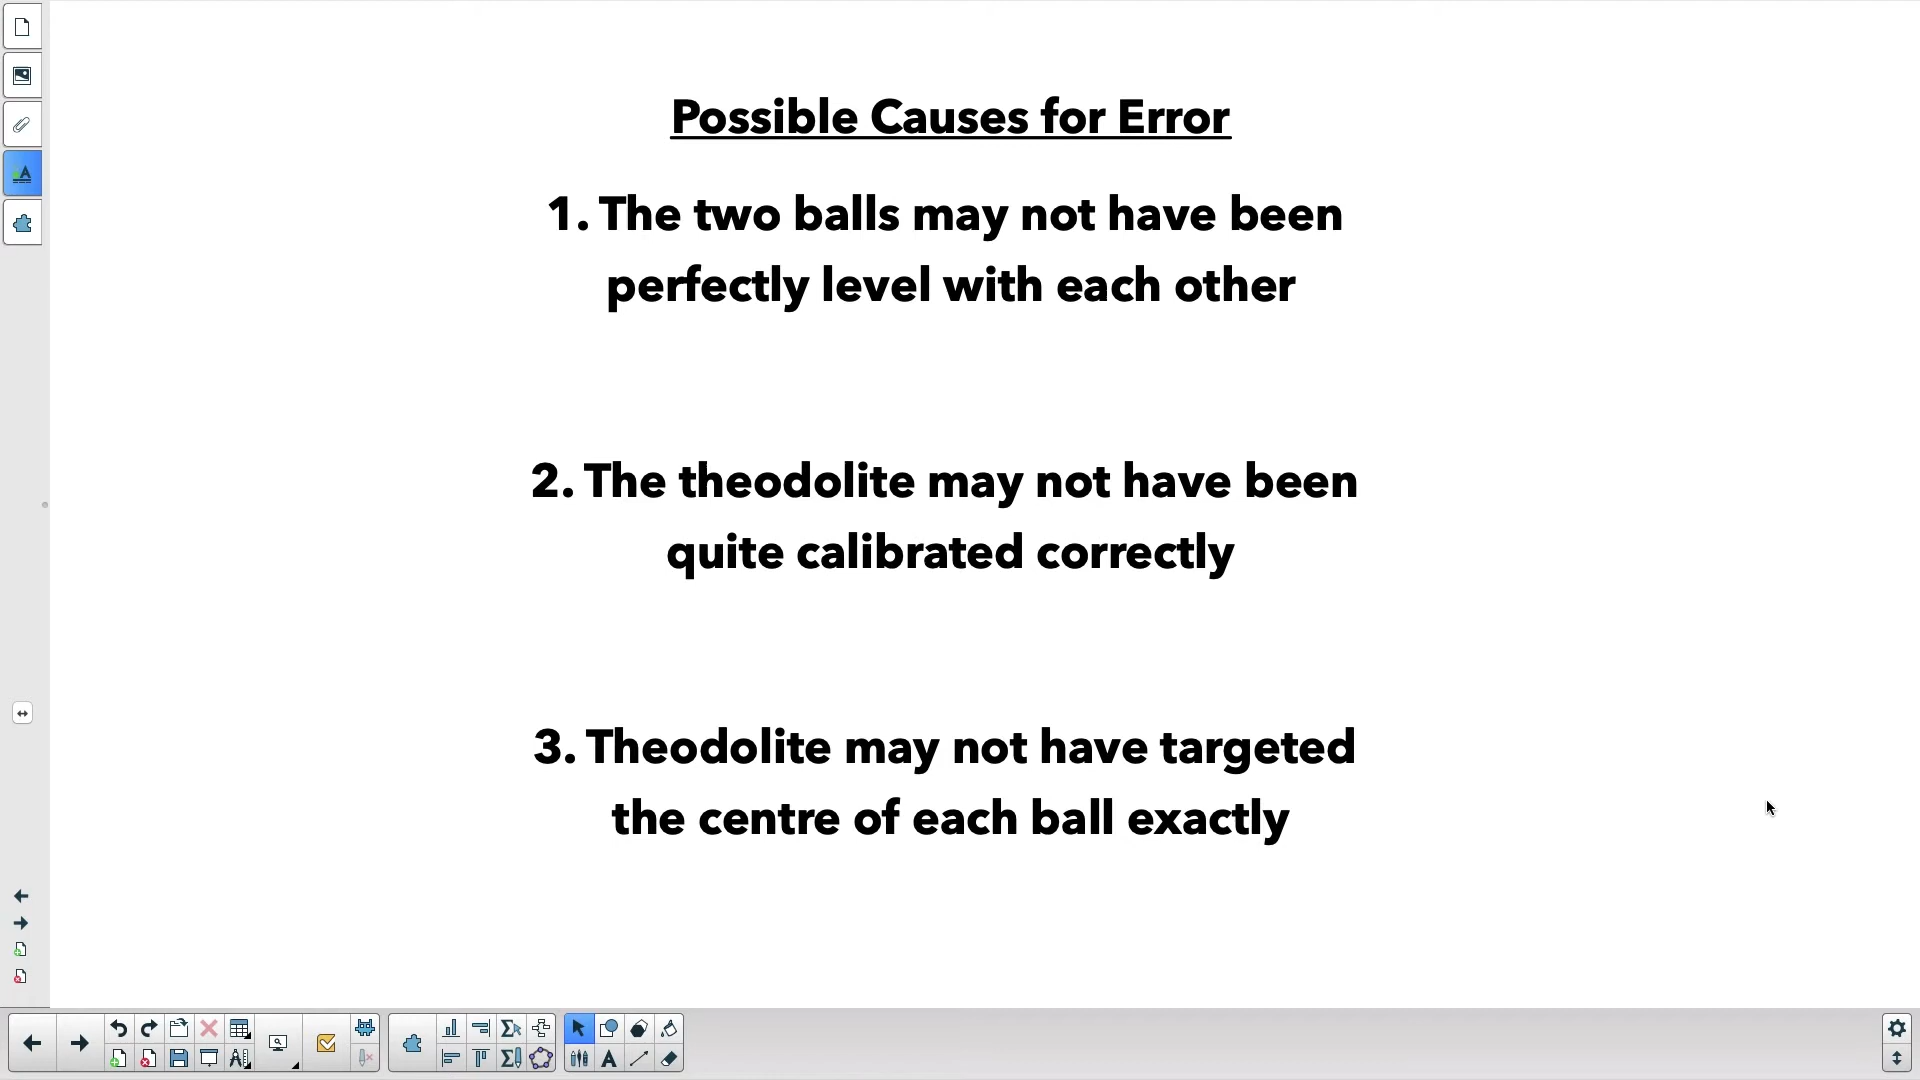 Possible Causes for Error
1. The two balls may not have been
perfectly level with each other
2. The theodolite may not have been
quite calibrated correctly
3. Theodolite may not have targeted
the centre of each ball exactly